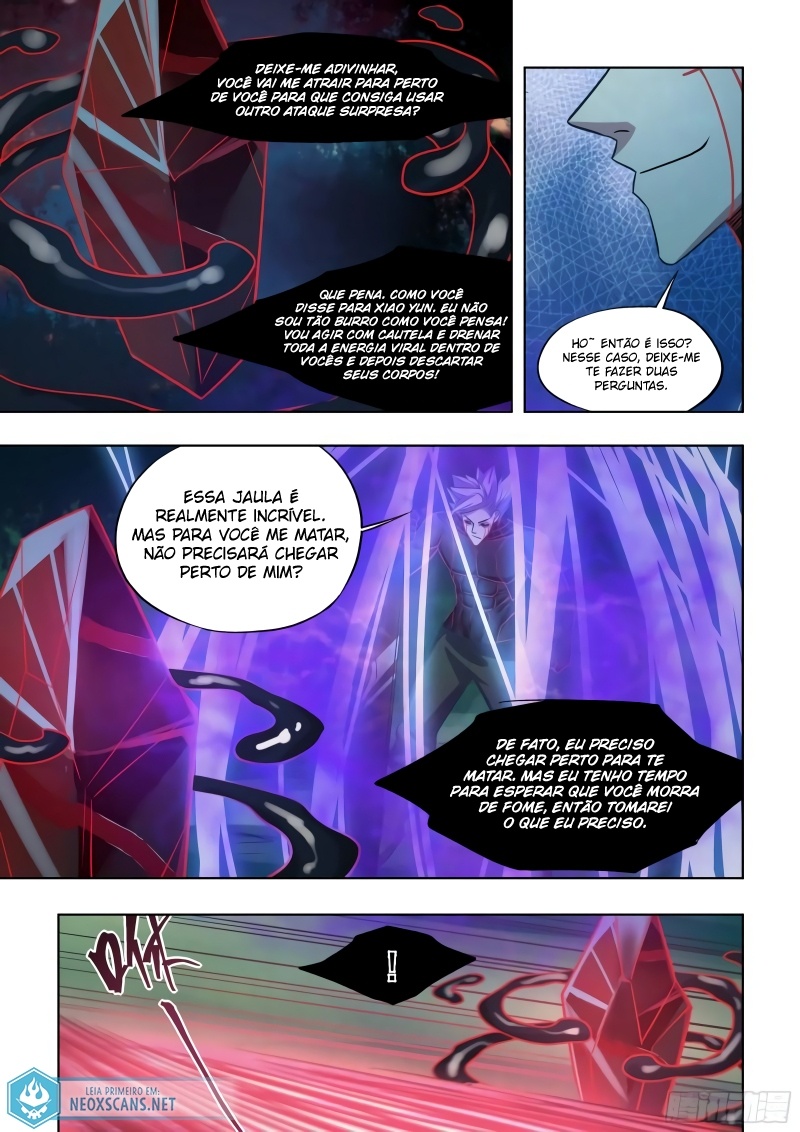 DEIXE-ME ADIVINHAR,
VOCÊ VAI ME ATRAIR PARA PERTO
DE VOCÊ PARA QUE CONSIGA USAR
OUTRO ATAQUE SURPRESA?
QUE PENA. COMO VOCÊ
DISSE PARA XIAO YUN. EU NÃO
SOU TÃO BURRO COMO VOCÊ PENSA!
VOU AGIR COM CAUTELA E DRENAR
TODA A ENERGIA VIRAL DENTRO DE
VOCÊS E DEPOIS DESCARTAR
SEUS CORPOS!
HO~ ENTÃO É ISSO?
NESSE CASO, DEIXE-ME
TE FAZER DUAS
PERGUNTAS.
ESSA JAULA É
REALMENTE INCRÍVEL.
MAS PARA VOCÊ ME MATAR,
NÃO PRECISARÁ CHEGAR
PERTO DE MIM?
DE FATO, EU PRECISO
CHEGAR PERTO PARA TE
MATAR. MAS EU TENHO TEMPO
PARA ESPERAR QUE VOCÊ MORRA
DE FOME, ENTÃO TOMAREI
O QUE EU PRECISO.
!
LEIA PRIMEIRO EM:
NEOXSCANS.NET
腾讯动漫